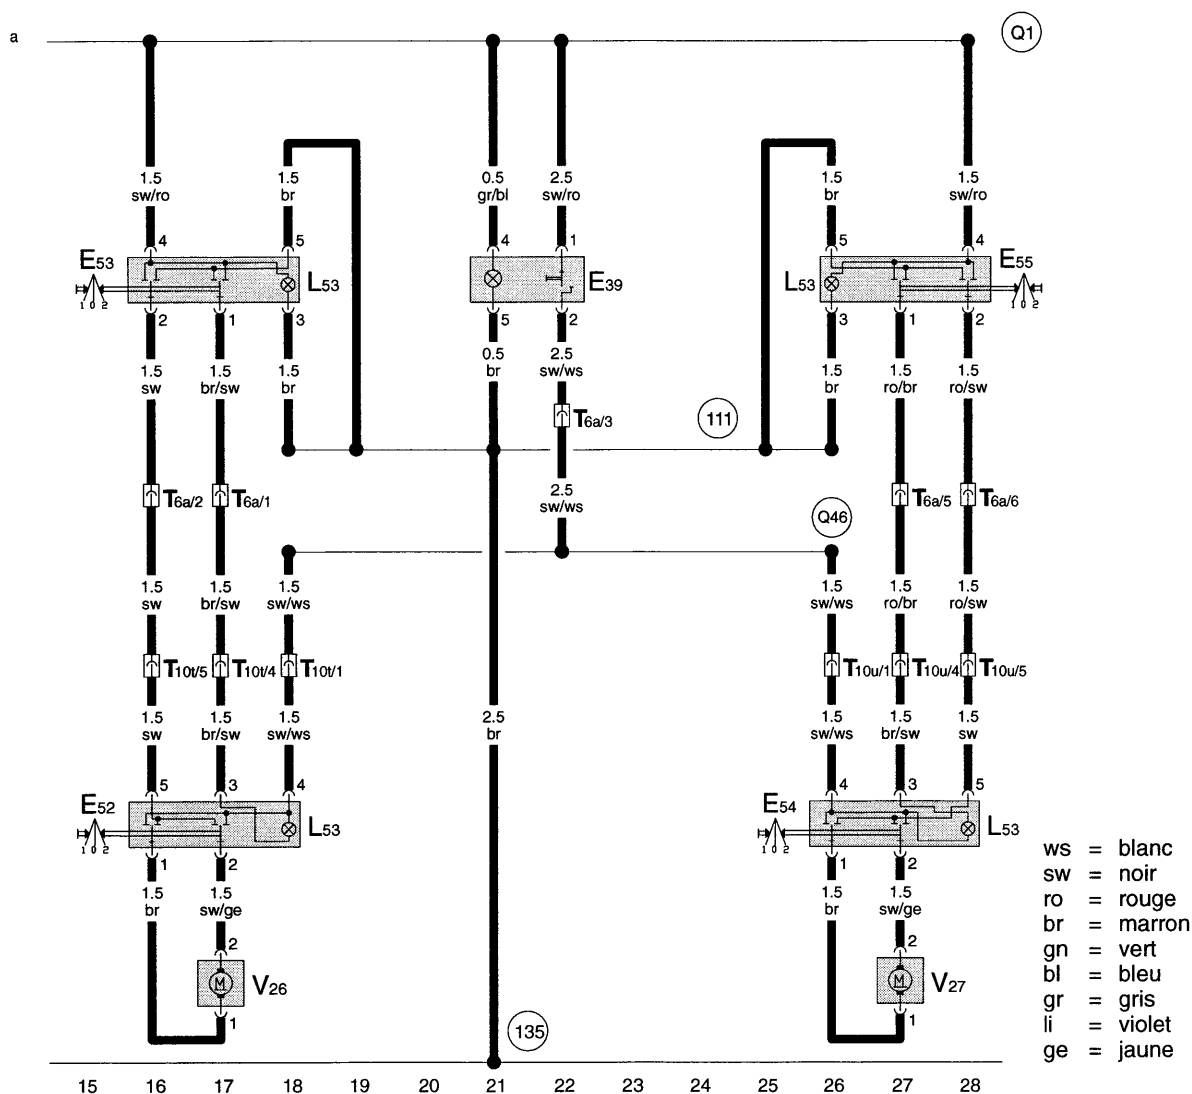 a
Q1
1.5 1.5 0.5 2.5 1.5 1.5
sw/ro br gr/bl sw/ro br sw/ro
4 5 4 1 5 4
E53 L53 E39 L53 E55
1 0 2 1 0 2
2 1 3 5 2 3 1 2
1.5 1.5 1.5 0.5 2.5 1.5 1.5 1.5
sw br/sw br br sw/ws br ro/br ro/sw
T6a/3 111
T6a/2 T6a/1 2.5 T6a/5 T6a/6
sw/ws Q46
1.5 1.5 1.5 1.5 1.5 1.5
sw br/sw sw/ws sw/ws ro/br ro/sw
T10t/5 T10t/4 T10t/1 T10u/1 T10u/4 T10u/5
1.5 1.5 1.5 2.5 1.5 1.5 1.5
sw br/sw sw/ws br sw/ws br/sw sw
5 3 4 4 3 5
E52 L53 E54 L53
1 0 2 1 0 2
1 2 1 2
1.5 1.5 1.5 1.5
br sw/ge br sw/ge
2 2
M V26 M V27
1 1
135
15 16 17 18 19 20 21 22 23 24 25 26 27 28
ws = blanc
sw = noir
ro = rouge
br = marron
gn = vert
bl = bleu
gr = gris
li = violet
ge = jaune